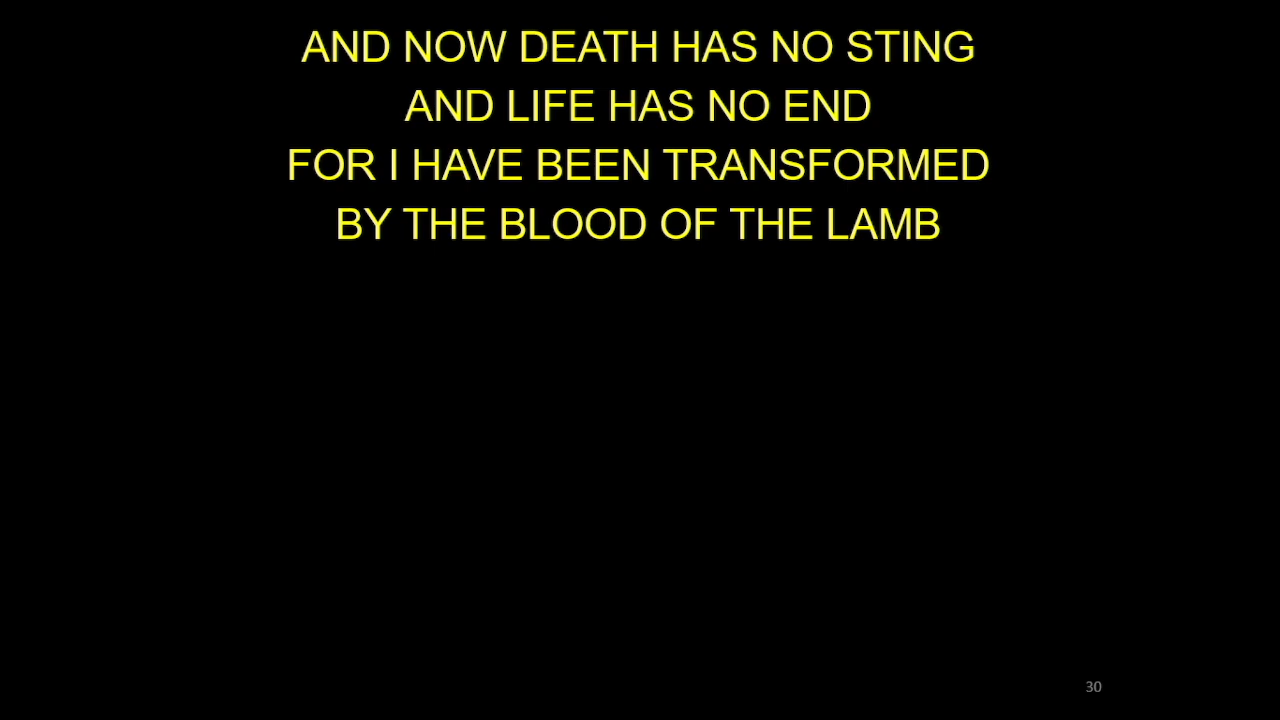 AND NOW DEATH HAS NO STING
AND LIFE HAS NO END
FOR I HAVE BEEN TRANSFORMED
BY THE BLOOD OF THE LAMB
30